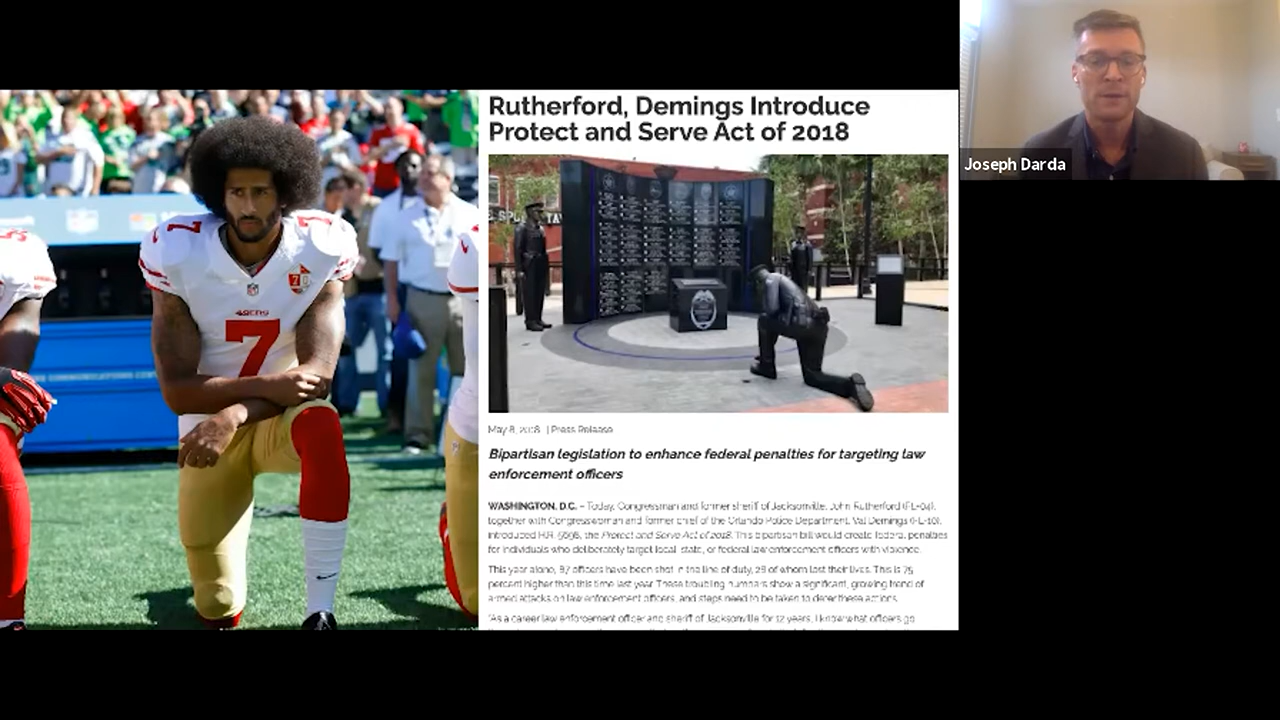 Rutherford, Demings Introduce
Protect and Serve Act of 2018
May 8, 2018 | Press Release
Bipartisan legislation to enhance federal penalties for targeting law
enforcement officers
WASHINGTON, D.C. – Today, Congressman and former sheriff of Jacksonville, John Rutherford (FL-04),
together with Congresswoman and former chief of the Orlando Police Department, Val Demings (FL-10),
introduced H.R. 5698, the Protect and Serve Act of 2018. This bipartisan bill would create federal penalties
for individuals who deliberately target local, state, or federal law enforcement officers with violence.
This year alone, 87 officers have been shot in the line of duty, 28 of whom lost their lives. This is 75
percent higher than this time last year. These troubling numbers show a significant, growing trend of
armed attacks on law enforcement officers, and steps need to be taken to deter these actions.
"As a career law enforcement officer and sheriff of Jacksonville for 12 years, I know what officers go
7
7
49ERS
7
NFL
Joseph Darda